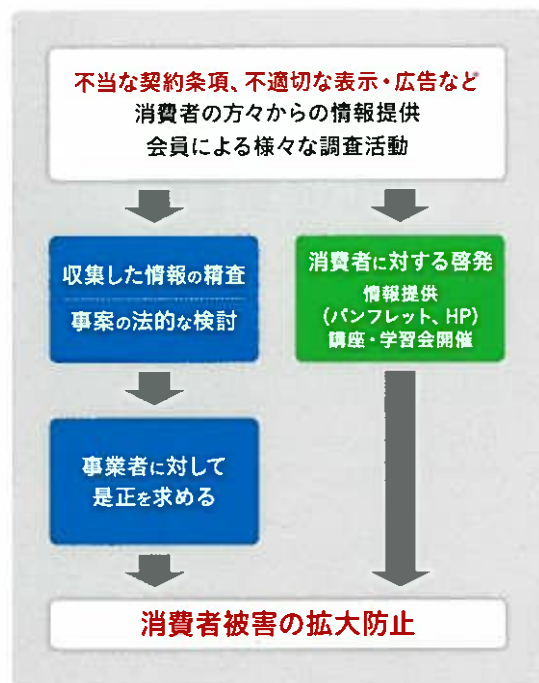 不当な契約条項、不適切な表示・広告など
消費者の方々からの情報提供
会員による様々な調査活動
収集した情報の精査
事案の法的な検討
消費者に対する啓発
情報提供
(パンフレット、HP)
講座・学習会開催
事業者に対して
是正を求める
消費者被害の拡大防止